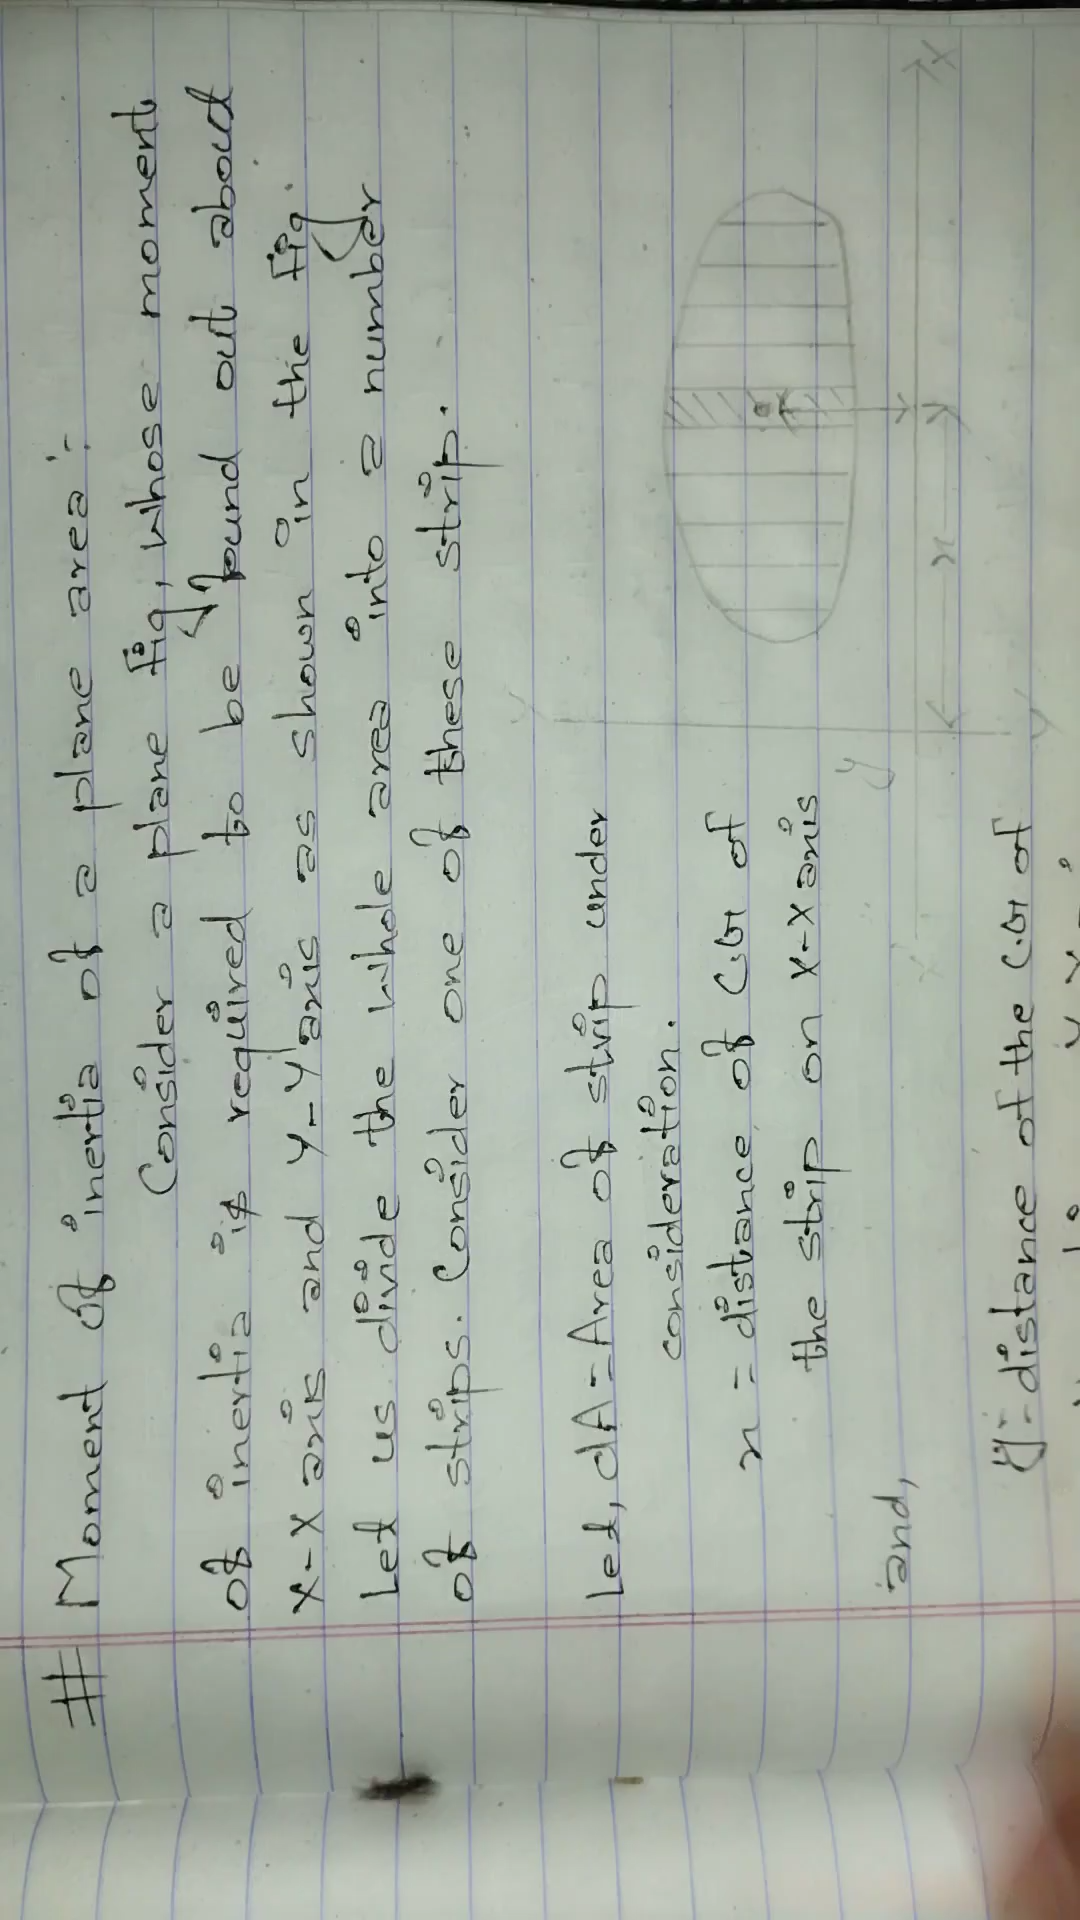 # Moment of inertia of a plane area :
Consider a plane fig, whose moment
of inertia is required to be found out about
X-X axis and Y-Y axis as shown in the fig.
Let us divide the whole area into a number
of strips. Consider one of these strip.
Let, dA = Area of strip under
consideration.
x = distance of C.G of
the strip on X-X axis
and,
y = distance of the C.G of
Y
X
x
Y
y
X